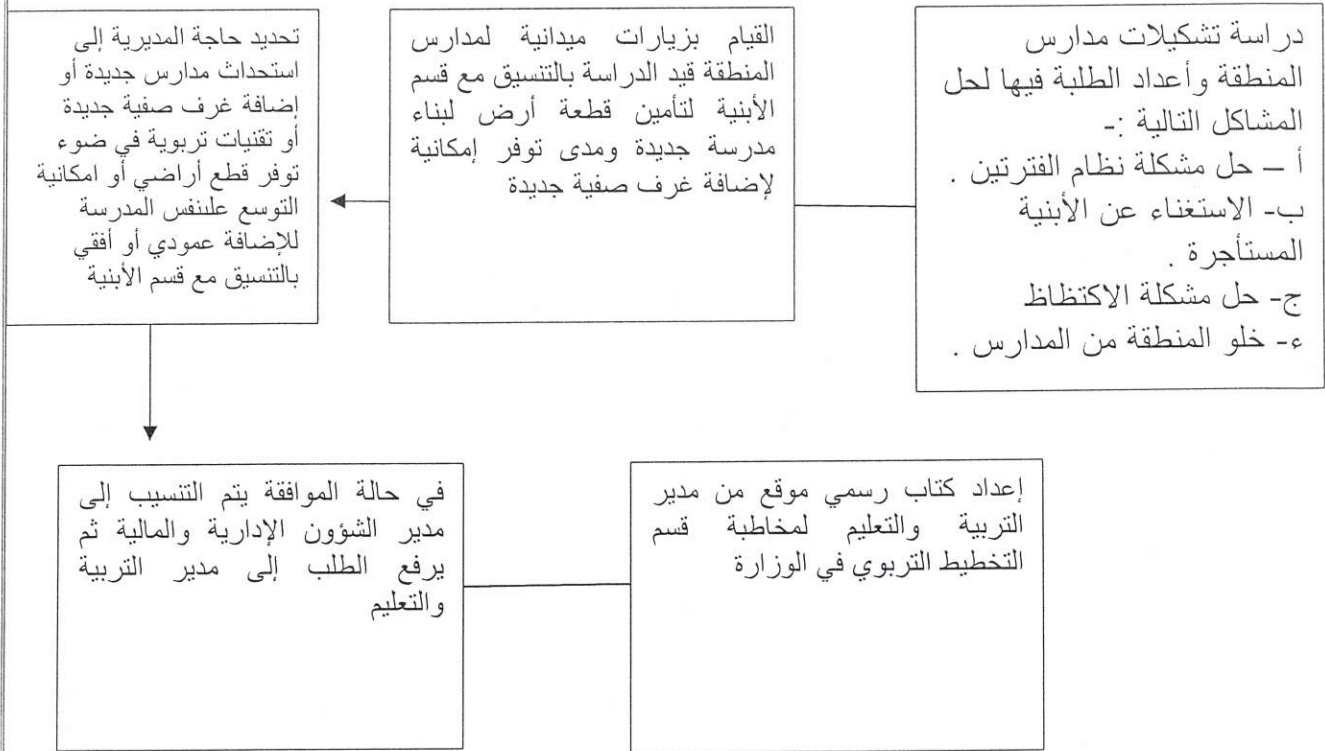 دراسة تشكيلات مدارس
المنطقة وأعداد الطلبة فيها لحل
المشاكل التالية :-
أ – حل مشكلة نظام الفترتين .
ب- الاستغناء عن الأبنية
المستأجرة .
ج- حل مشكلة الاكتظاظ
ء- خلو المنطقة من المدارس .
القيام بزيارات ميدانية لمدارس
المنطقة قيد الدراسة بالتنسيق مع قسم
الأبنية لتأمين قطعة أرض لبناء
مدرسة جديدة ومدى توفر إمكانية
لإضافة غرف صفية جديدة
تحديد حاجة المديرية إلى
استحداث مدارس جديدة أو
إضافة غرف صفية جديدة
أو تقنيات تربوية في ضوء
توفر قطع أراضي أو امكانية
التوسع علىنفس المدرسة
للإضافة عمودي أو أفقي
بالتنسيق مع قسم الأبنية
في حالة الموافقة يتم التنسيب إلى
مدير الشؤون الإدارية والمالية ثم
يرفع الطلب إلى مدير التربية
والتعليم
إعداد كتاب رسمي موقع من مدير
التربية والتعليم لمخاطبة قسم
التخطيط التربوي في الوزارة